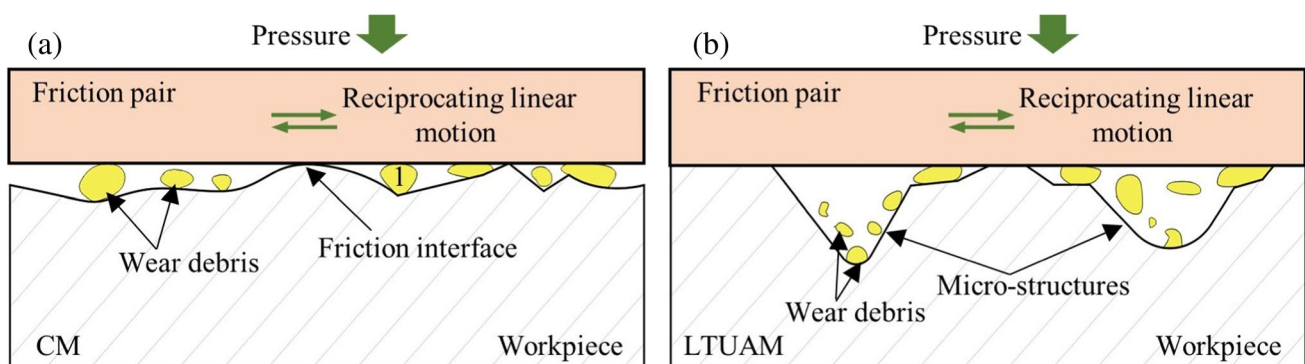 (a)
Pressure
Friction pair
Reciprocating linear
motion
1
Friction interface
Wear debris
CM
Workpiece
(b)
Pressure
Friction pair
Reciprocating linear
motion
Micro-structures
Wear debris
LTUAM
Workpiece